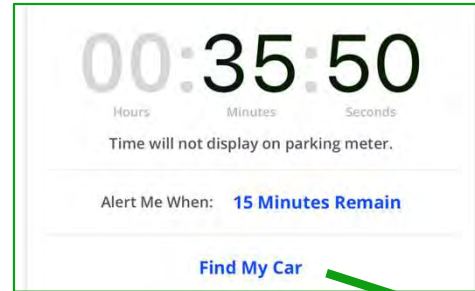 00:35:50
Hours Minutes Seconds
Time will not display on parking meter.
Alert Me When: 15 Minutes Remain
Find My Car